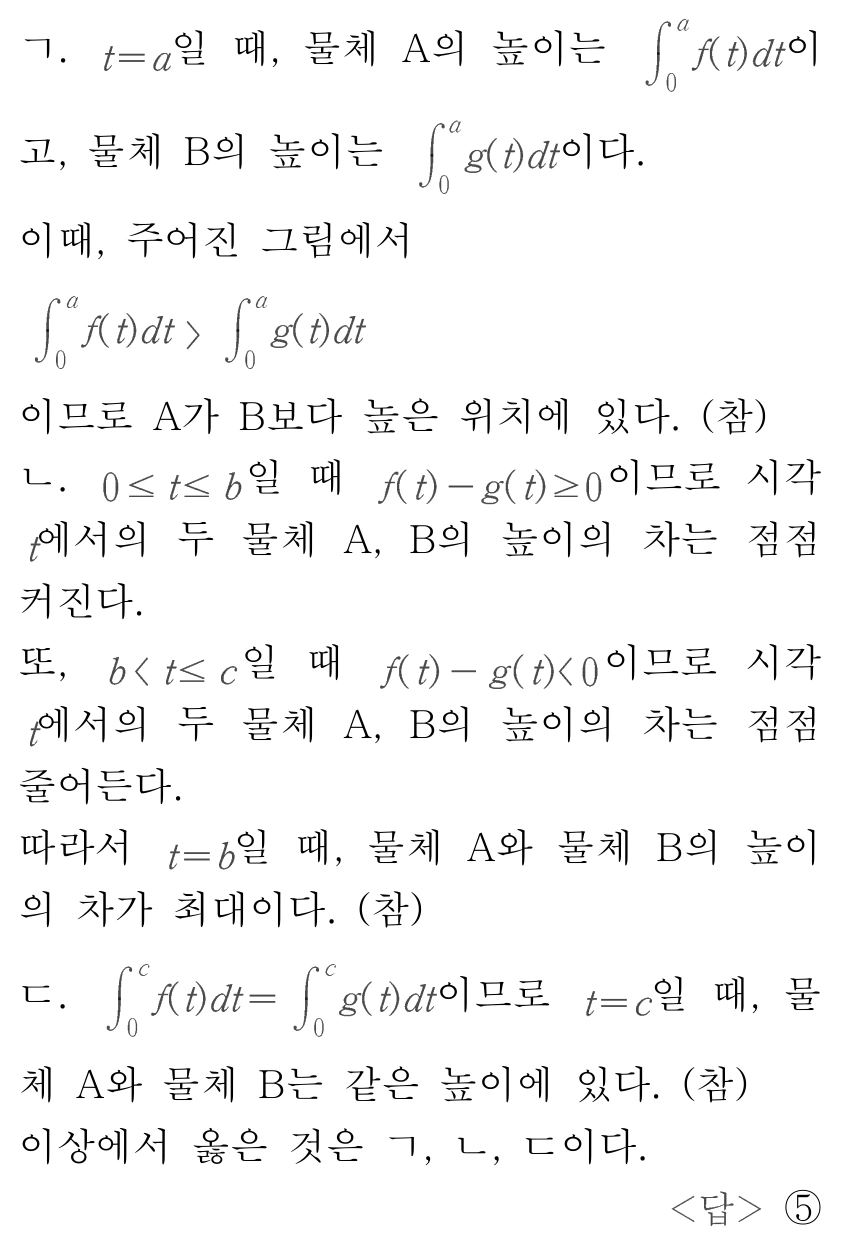 ㄱ. t=a일 때, 물체 A의 높이는 ∫₀ᵃf(t)dt이
고, 물체 B의 높이는 ∫₀ᵃg(t)dt이다.
이때, 주어진 그림에서
∫₀ᵃf(t)dt > ∫₀ᵃg(t)dt
이므로 A가 B보다 높은 위치에 있다. (참)
ㄴ. 0≤t≤b일 때 f(t)-g(t)≥0이므로 시각
t에서의 두 물체 A, B의 높이의 차는 점점
커진다.
또, b<t≤c일 때 f(t)-g(t)<0이므로 시각
t에서의 두 물체 A, B의 높이의 차는 점점
줄어든다.
따라서 t=b일 때, 물체 A와 물체 B의 높이
의 차가 최대이다. (참)
ㄷ. ∫₀ᶜf(t)dt=∫₀ᶜg(t)dt이므로 t=c일 때, 물
체 A와 물체 B는 같은 높이에 있다. (참)
이상에서 옳은 것은 ㄱ, ㄴ, ㄷ이다.
<답> ⑤